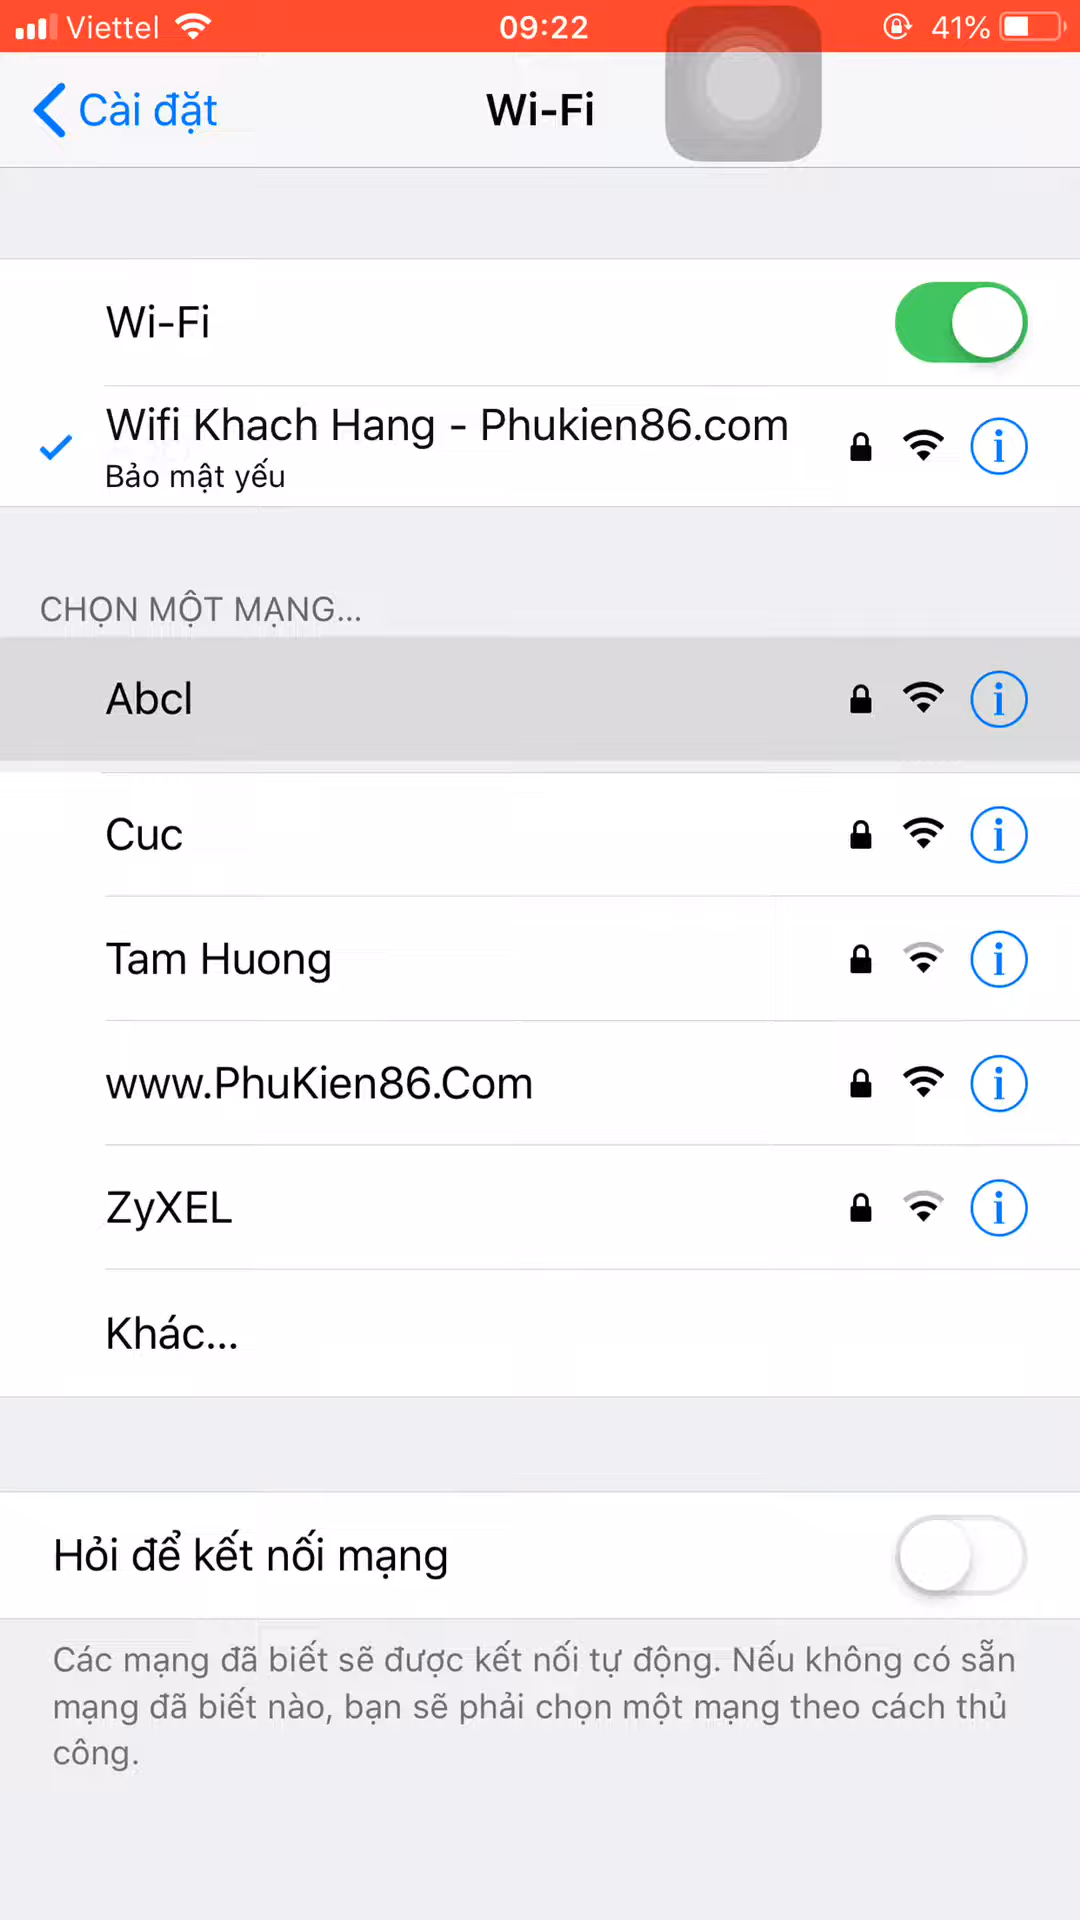 Viettel 09:22 41%
Cài đặt Wi-Fi
Wi-Fi
Wifi Khach Hang - Phukien86.com
Bảo mật yếu
CHỌN MỘT MẠNG...
Abcl
Cuc
Tam Huong
www.PhuKien86.Com
ZyXEL
Khác...
Hỏi để kết nối mạng
Các mạng đã biết sẽ được kết nối tự động. Nếu không có sẵn
mạng đã biết nào, bạn sẽ phải chọn một mạng theo cách thủ
công.